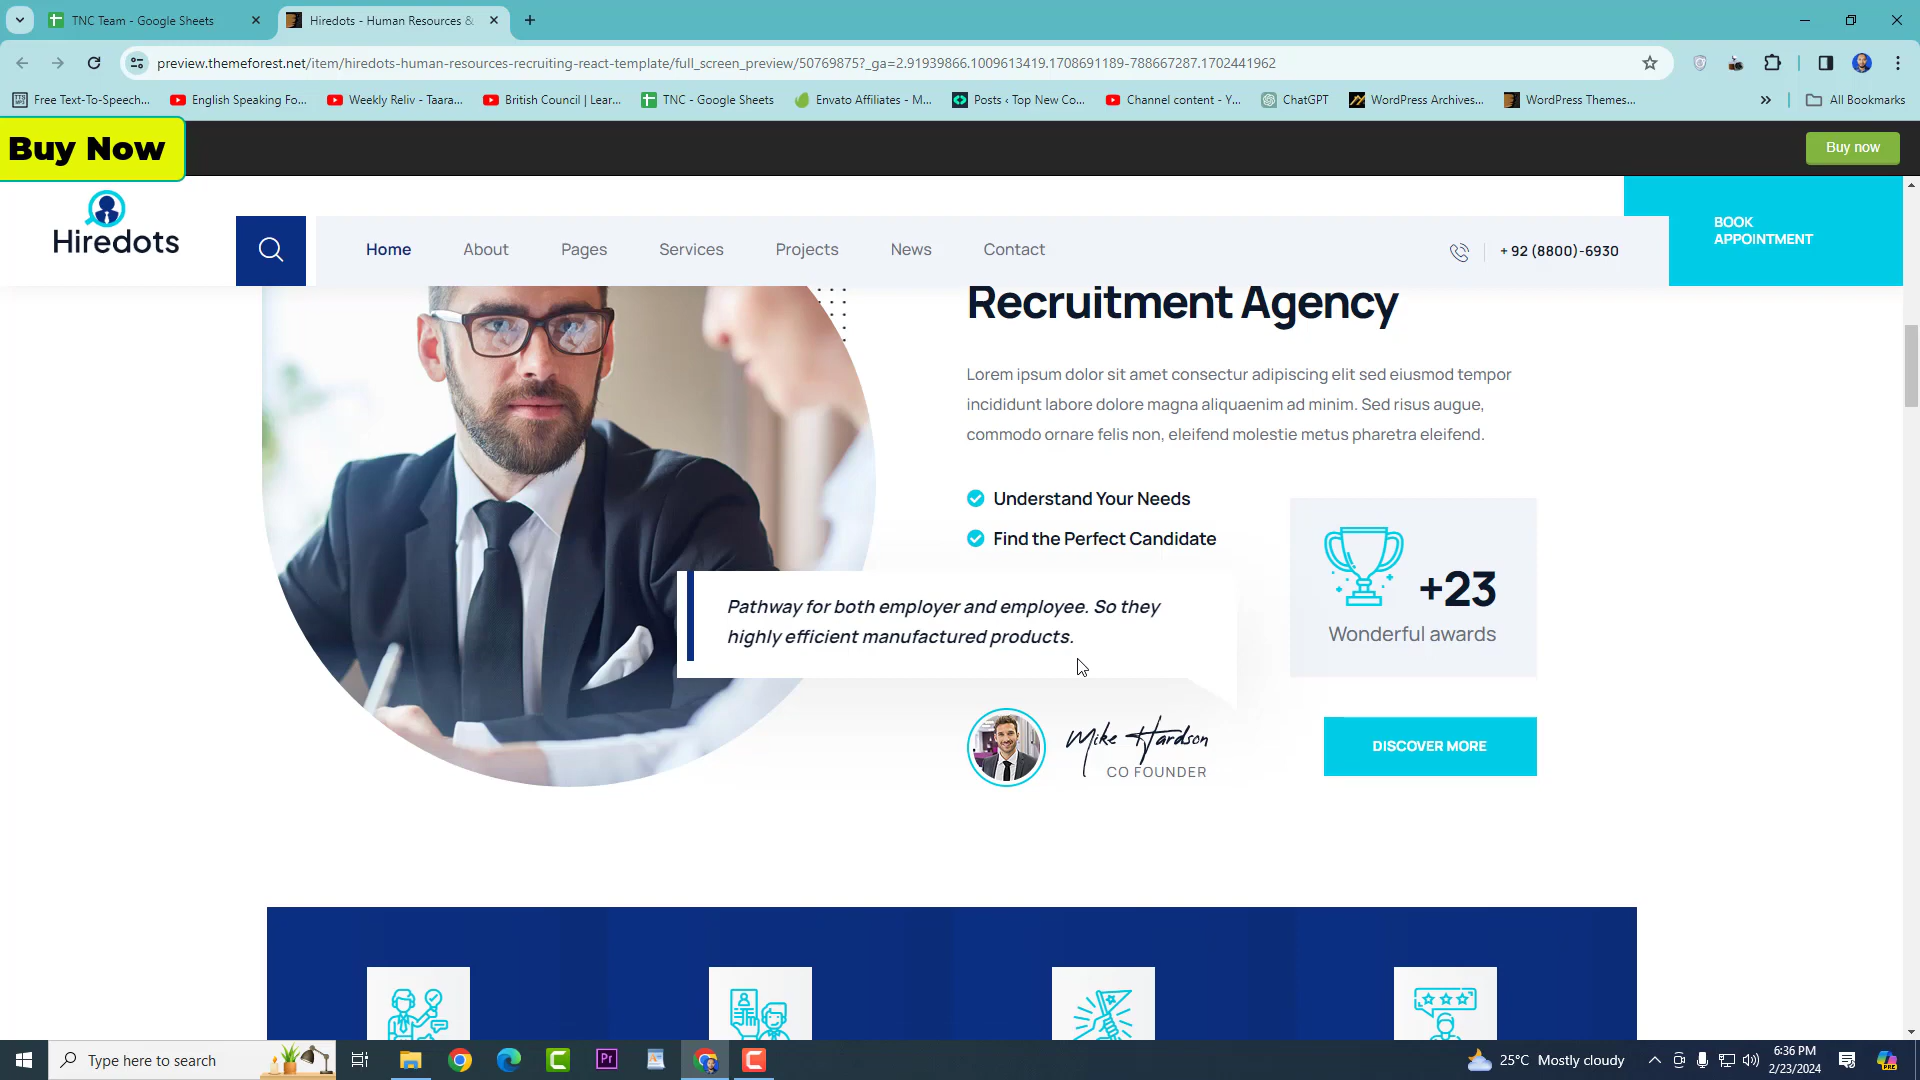 TNC Team - Google Sheets
Hiredots - Human Resources &
preview.themeforest.net/item/hiredots-human-resources-recruiting-react-template/full_screen_preview/50769875?_ga=2.91939866.1009613419.1708691189-788667287.1702441962
Free Text-To-Speech...
English Speaking Fo...
Weekly Reliv - Taara...
British Council | Lear...
TNC - Google Sheets
Envato Affiliates - M...
Posts ‹ Top New Co...
Channel content - Y...
ChatGPT
WordPress Archives...
WordPress Themes...
»
All Bookmarks
Buy Now
Buy now
Hiredots
Home
About
Pages
Services
Projects
News
Contact
+ 92 (8800)-6930
BOOK
APPOINTMENT
Recruitment Agency
Lorem ipsum dolor sit amet consectur adipiscing elit sed eiusmod tempor
incididunt labore dolore magna aliquaenim ad minim. Sed risus augue,
commodo ornare felis non, eleifend molestie metus pharetra eleifend.
Understand Your Needs
Find the Perfect Candidate
+23
Wonderful awards
Pathway for both employer and employee. So they
highly efficient manufactured products.
Mike Hardson
CO FOUNDER
DISCOVER MORE
Type here to search
Pr
25°C Mostly cloudy
6:36 PM
2/23/2024